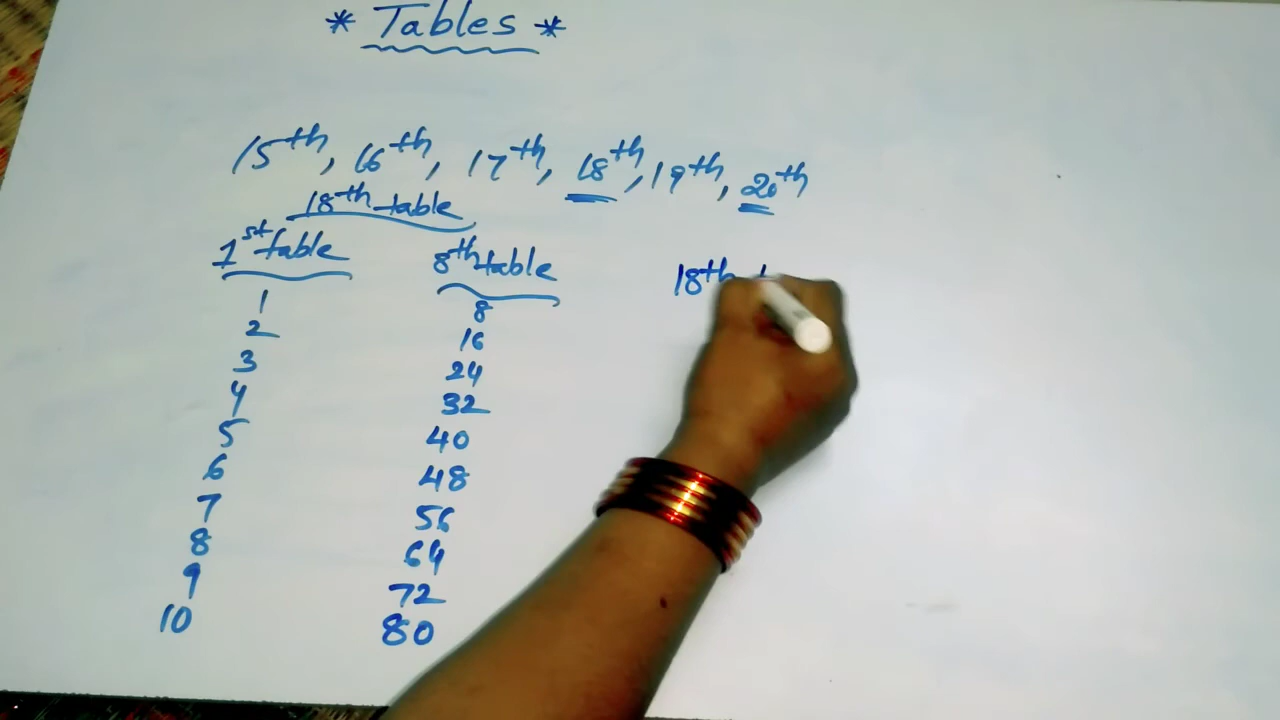 * Tables *
15th, 16th, 17th, 18th, 19th, 20th
18th table
1st table 8th table 18th
1 8
2 16
3 24
4 32
5 40
6 48
7 56
8 64
9 72
10 80